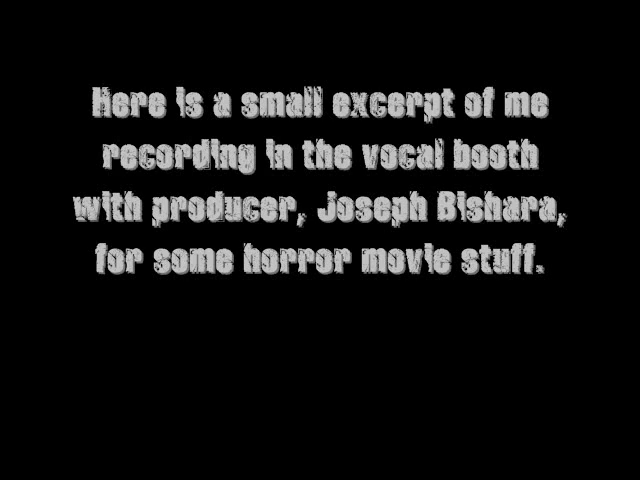 Here is a small excerpt of me
recording in the vocal booth
with producer, Joseph Bishara,
for some horror movie stuff.